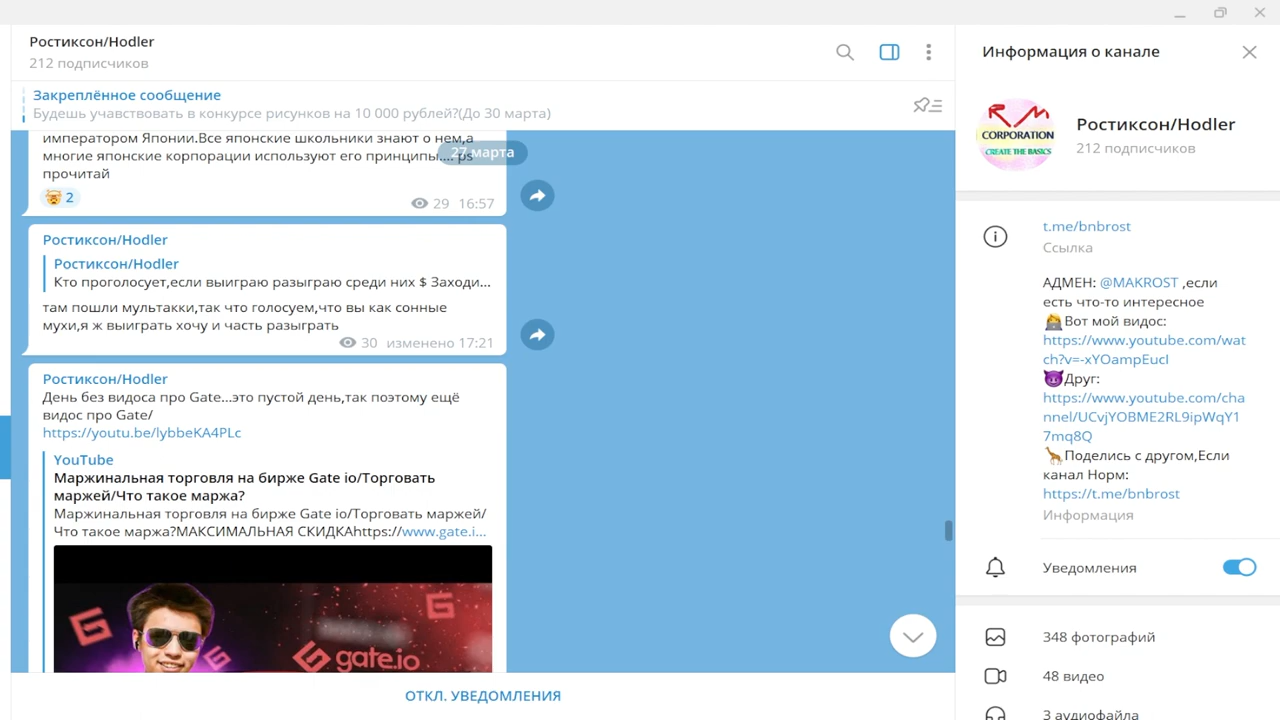 Ростиксон/Hodler
212 подписчиков
Закреплённое сообщение
Будешь учавствовать в конкурсе рисунков на 10 000 рублей?(До 30 марта)
27 марта
императором Японии.Все японские школьники знают о нем,а
многие японские корпорации используют его принципы.... ps
прочитай
2
29 16:57
Ростиксон/Hodler
Ростиксон/Hodler
Кто проголосует,если выиграю разыграю среди них $ Заходи...
там пошли мультакки,так что голосуем,что вы как сонные
мухи,я ж выиграть хочу и часть разыграть
30 изменено 17:21
Ростиксон/Hodler
День без видоса про Gate...это пустой день,так поэтому ещё
видос про Gate/
https://youtu.be/lybbeKA4PLc
YouTube
Маржинальная торговля на бирже Gate io/Торговать
маржей/Что такое маржа?
Маржинальная торговля на бирже Gate io/Торговать маржей/
Что такое маржа?МАКСИМАЛЬНАЯ СКИДКАhttps://www.gate.i...
gate.io
ОТКЛ. УВЕДОМЛЕНИЯ
Информация о канале
RM
CORPORATION
CREATE THE BASICS
Ростиксон/Hodler
212 подписчиков
t.me/bnbrost
Ссылка
АДМЕН: @MAKROST ,если
есть что-то интересное
Вот мой видос:
https://www.youtube.com/wat
ch?v=-xYOampEucI
Друг:
https://www.youtube.com/cha
nnel/UCvjYOBME2RL9ipWqY1
7mq8Q
Поделись с другом,Если
канал Норм:
https://t.me/bnbrost
Информация
Уведомления
348 фотографий
48 видео
3 аудиофайла